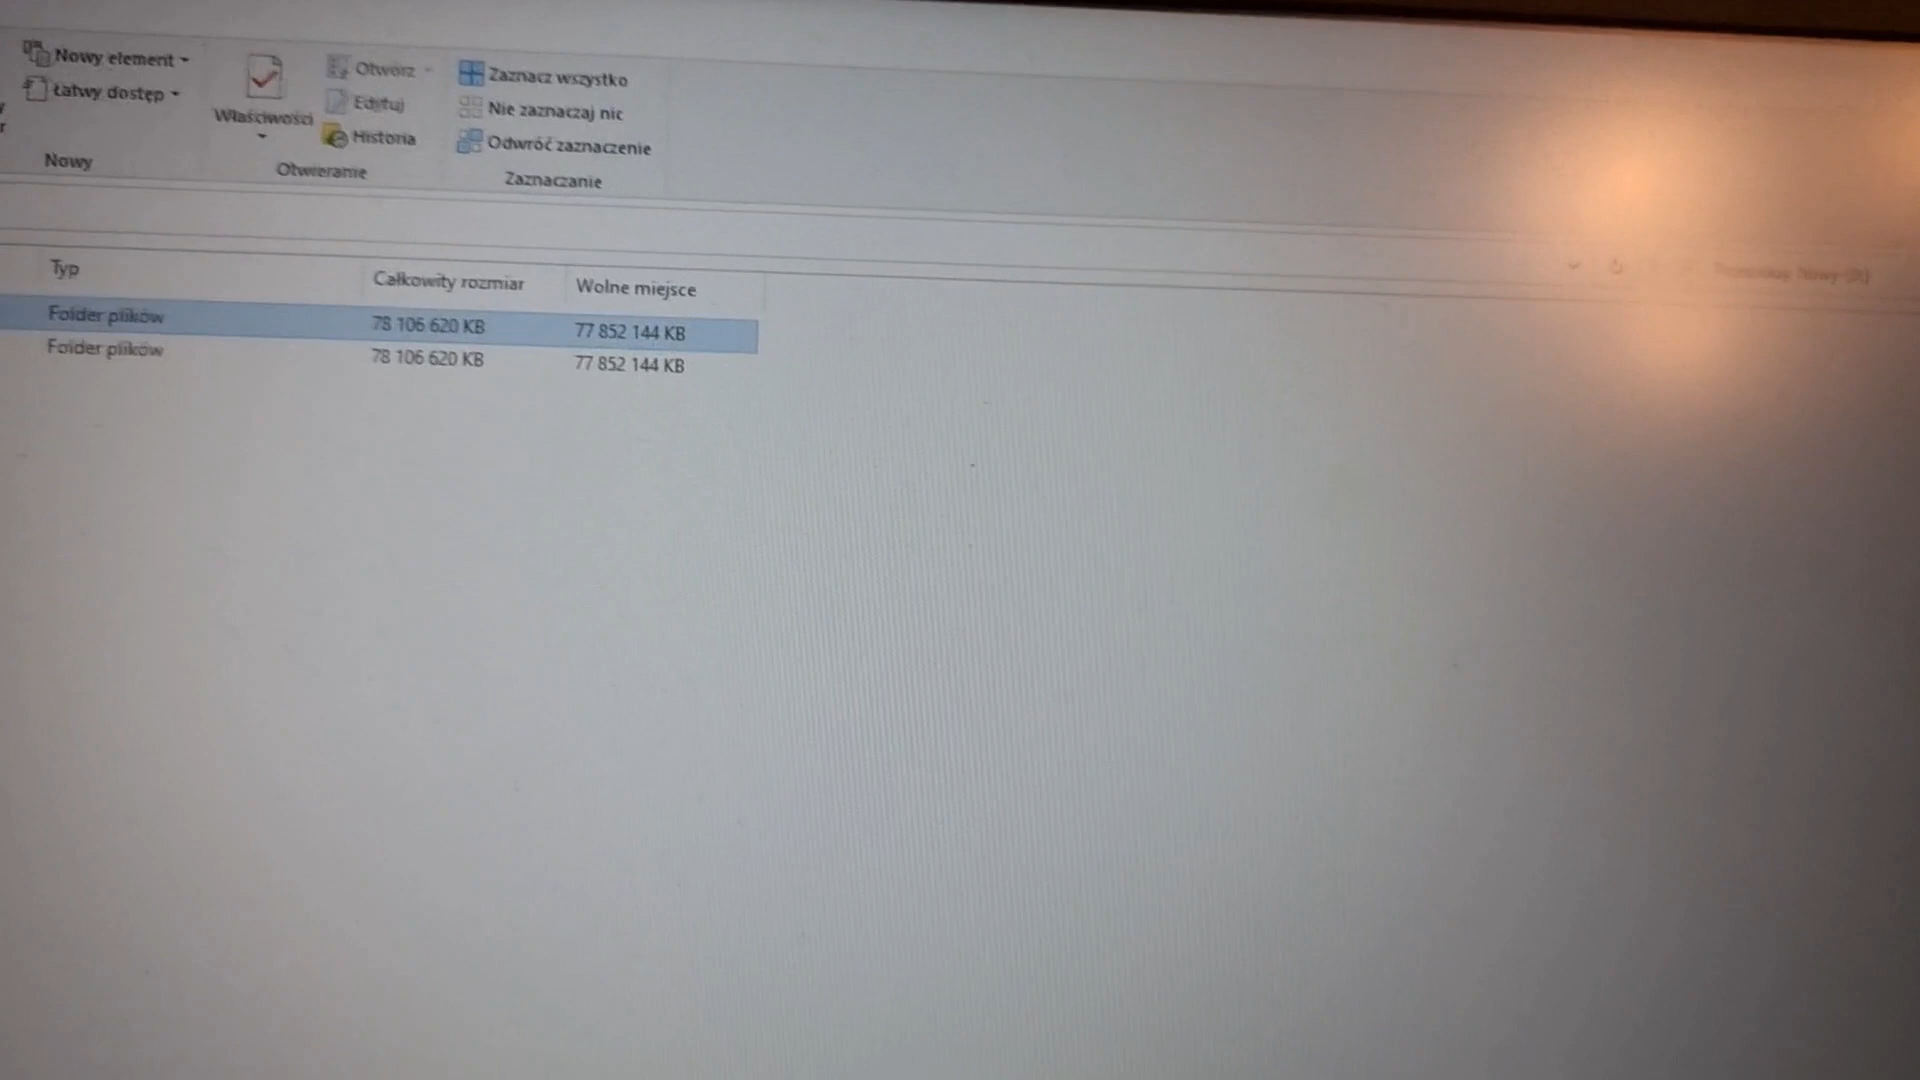 Nowy element
Łatwy dostęp
Nowy
Właściwości
Otwórz
Edytuj
Historia
Otwieranie
Zaznacz wszystko
Nie zaznaczaj nic
Odwróć zaznaczenie
Zaznaczanie
Typ Całkowity rozmiar Wolne miejsce
Folder plików 78 106 620 KB 77 852 144 KB
Folder plików 78 106 620 KB 77 852 144 KB